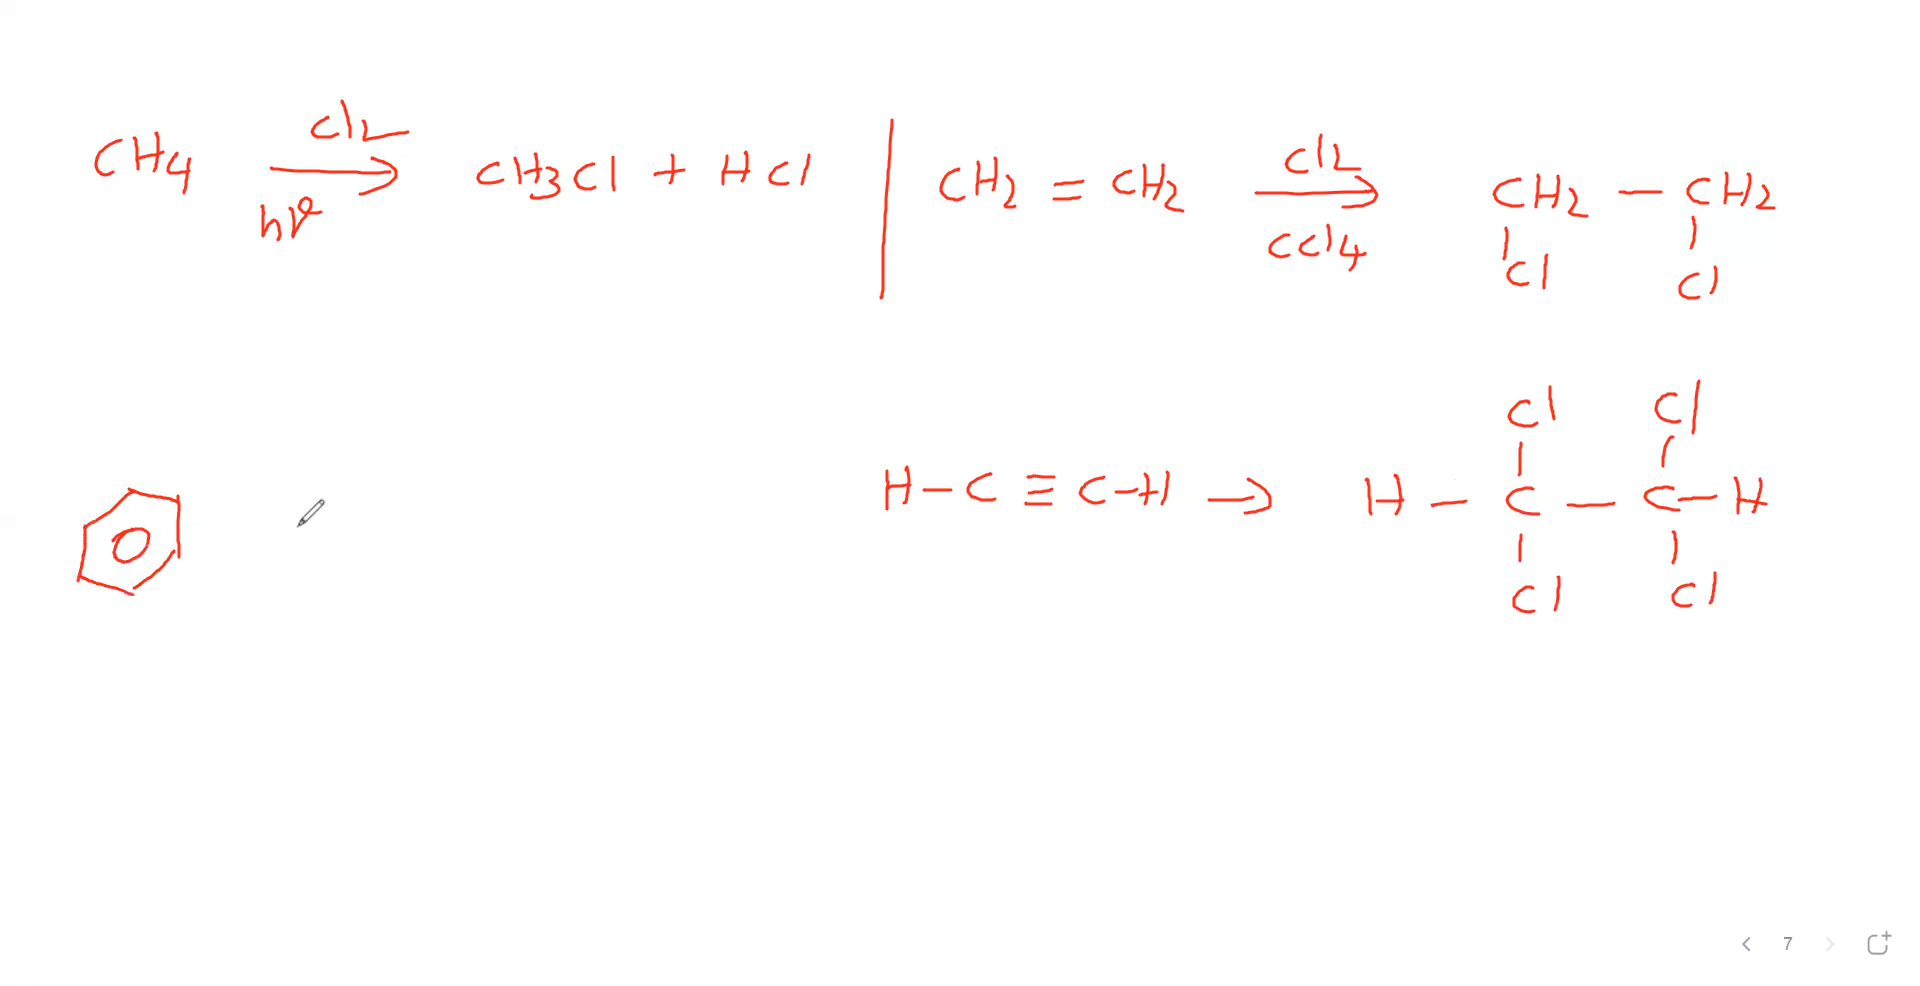 CH4 Cl2 hν CH3Cl + HCl
CH2 = CH2 Cl2 CCl4 CH2 - CH2
Cl Cl
Cl Cl
H-C≡C-H → H - C - C-H
Cl Cl
7